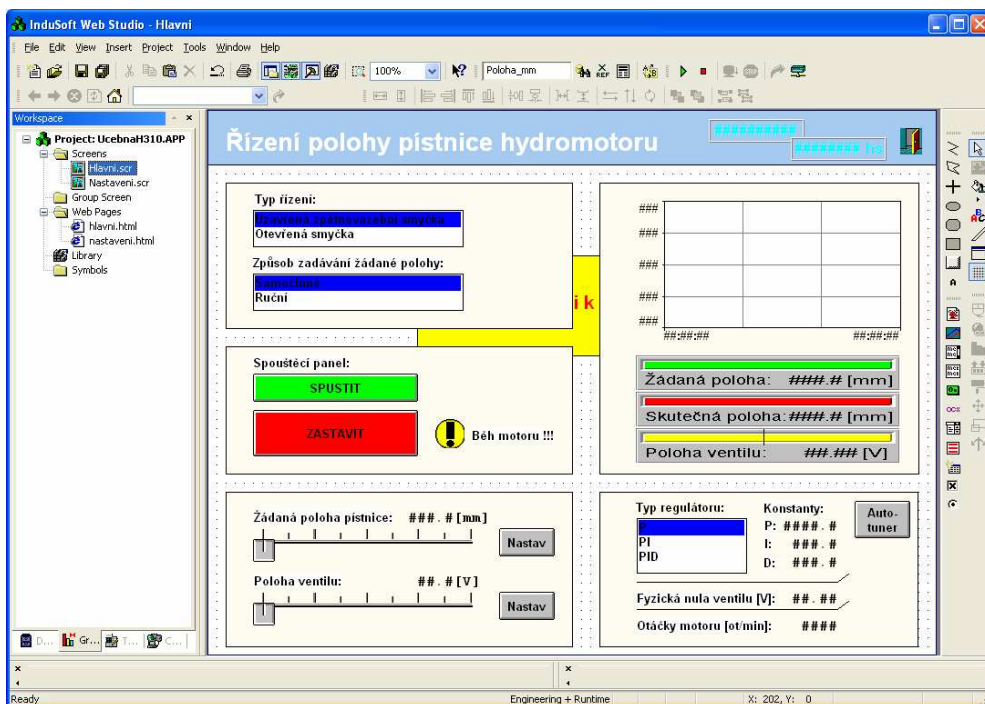 InduSoft Web Studio - Hlavni
File Edit View Insert Project Tools Window Help
100% Poloha_mm
Workspace
Project: UcebnaH310.APP
Screens
Hlavni.scr
Nastaveni.scr
Group Screen
Web Pages
hlavni.html
nastaveni.html
Library
Symbols
D... Gr... T... C...
Řízení polohy pístnice hydromotoru
##########
######## hs
Typ řízení:
Uzavřená zpětnovazební smyčka
Otevřená smyčka
Způsob zadávání žádané polohy:
Samočinné
Ruční
i k
Spouštěcí panel:
SPUSTIT
ZASTAVIT
Běh motoru !!!
Žádaná poloha pístnice: ###.# [mm]
Nastav
Poloha ventilu: ##.# [V]
Nastav
###
###
###
###
###
##:##:## ##:##:##
Žádaná poloha: ####.# [mm]
Skutečná poloha: ####.# [mm]
Poloha ventilu: ##.## [V]
Typ regulátoru:
P
PI
PID
Konstanty:
P: ####.#
I: ###.#
D: ###.#
Auto-
tuner
Fyzická nula ventilu [V]: ##.##
Otáčky motoru [ot/min]: ####
Ready Engineering + Runtime X: 202, Y: 0